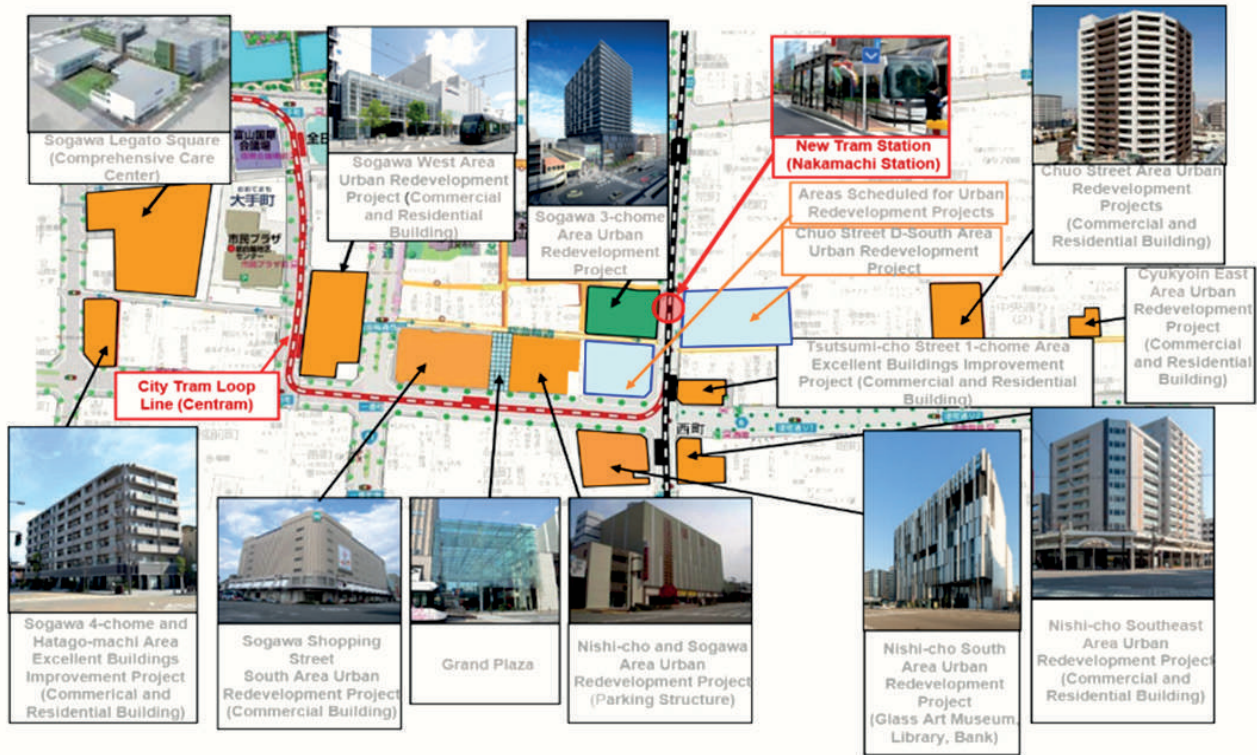 Sogawa Legato Square
(Comprehensive Care
Center)
Sogawa West Area
Urban Redevelopment
Project (Commercial
and Residential
Building)
Sogawa 3-chome
Area Urban
Redevelopment
Project
New Tram Station
(Nakamachi Station)
Areas Scheduled for Urban
Redevelopment Projects
Chuo Street D-South Area
Urban Redevelopment
Project
Chuo Street Area Urban
Redevelopment
Projects
(Commercial and
Residential Building)
Cyukyoin East
Area Urban
Redevelopment
Project
(Commercial
and Residential
Building)
Tsutsumi-cho Street 1-chome Area
Excellent Buildings Improvement
Project (Commercial and Residential
Building)
富山国際
会議場
大手町
市民プラザ
City Tram Loop
Line (Centram)
西町
Sogawa 4-chome and
Hatago-machi Area
Excellent Buildings
Improvement Project
(Commerical and
Residential Building)
Sogawa Shopping
Street
South Area Urban
Redevelopment Project
(Commercial Building)
Grand Plaza
Nishi-cho and Sogawa
Area Urban
Redevelopment Project
(Parking Structure)
Nishi-cho South
Area Urban
Redevelopment
Project
(Glass Art Museum,
Library, Bank)
Nishi-cho Southeast
Area Urban
Redevelopment Project
(Commercial and
Residential Building)